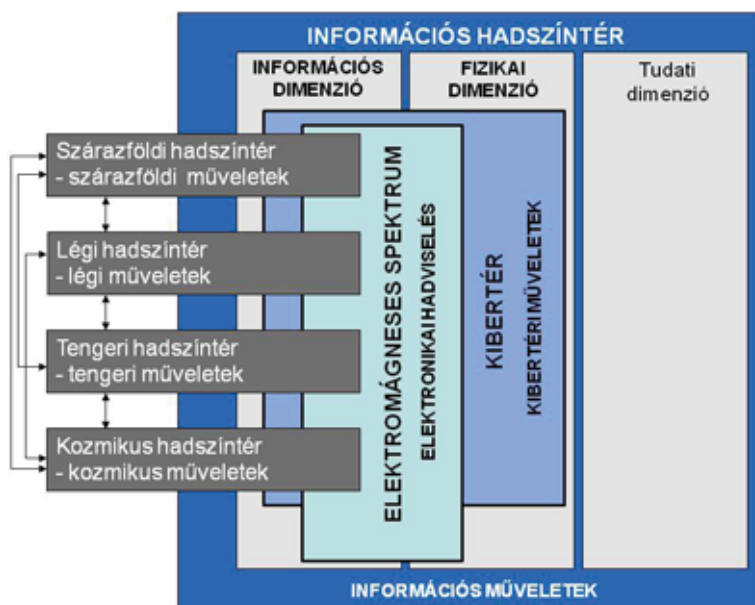 INFORMÁCIÓS HADSZÍNTÉR
INFORMÁCIÓS
DIMENZIÓ
FIZIKAI
DIMENZIÓ
Tudati
dimenzió
Szárazföldi hadszíntér
- szárazföldi műveletek
Légi hadszíntér
- légi műveletek
Tengeri hadszíntér
- tengeri műveletek
Kozmikus hadszíntér
- kozmikus műveletek
ELEKTROMÁGNESES SPEKTRUM
ELEKTRONIKAI HADVISELÉS
KIBERTÉR
KIBERTÉRI MŰVELETEK
INFORMÁCIÓS MŰVELETEK